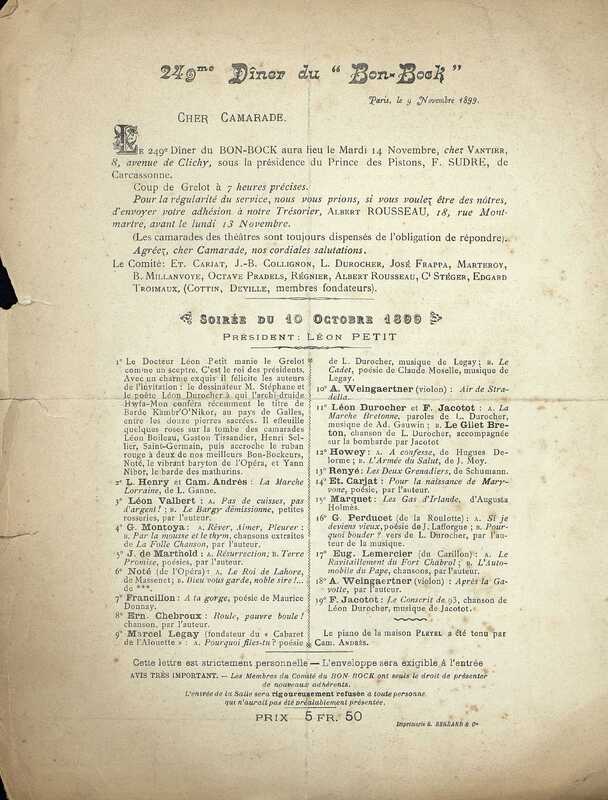 249me Dîner du " Bon-Bock "
Paris, le 9 Novembre 1899.
CHER CAMARADE.
LE 249e Dîner du BON-BOCK aura lieu le Mardi 14 Novembre, chez VANTIER,
8, avenue de Clichy, sous la présidence du Prince des Pistons, F. SUDRE, de
Carcassonne.
Coup de Grelot à 7 heures précises.
Pour la régularité du service, nous vous prions, si vous voulez être des nôtres,
d'envoyer votre adhésion à notre Trésorier, ALBERT ROUSSEAU, 18, rue Mont-
martre, avant le lundi 13 Novembre.
(Les camarades des théâtres sont toujours dispensés de l'obligation de répondre).
Agréez, cher Camarade, nos cordiales salutations.
Le Comité: ET. CARJAT, J.-B. COLLIGNON, L. DUROCHER, JOSÉ FRAPPA, MARTEROY,
B. MILLANVOYE, OCTAVE PRADELS, RÉGNIER, ALBERT ROUSSEAU, Ct STÉGER, EDGARD
TROIMAUX, (COTTIN, DEVILLE, membres fondateurs).
SOIRÉE DU 10 OCTOBRE 1899
PRÉSIDENT: LÉON PETIT
1° Le Docteur Léon Petit manie le Grelot
comme un sceptre. C'est le roi des présidents.
Avec un charme exquis il félicite les auteurs
de l'invitation : le dessinateur M. Stéphane et
le poëte Léon Durocher à qui l'archi-druide
Hwfa-Mon conféra récemment le titre de
Barde Kambr'O'Nikor, au pays de Galles,
entre les douze pierres sacrées. Il effeuille
quelques roses sur la tombe des camarades
Léon Boileau, Gaston Tissandier, Henri Sel-
lier, Saint-Germain, puis accroche le ruban
rouge à deux de nos meilleurs Bon-Bockeurs,
Noté, le vibrant baryton de l'Opéra, et Yann
Nibor, le barde des mathurins.
2° L. Henry et Cam. Andrès : La Marche
Lorraine, de L. Ganne.
3° Léon Valbert : A. Pas de cuisses, pas
d'argent! ; B. Le Bargy démissionne, petites
rosseries, par l'auteur.
4° G. Montoya : A. Rêver, Aimer, Pleurer :
B. Par la mousse et le thym, chansons extraites
de La Folle Chanson, par l'auteur.
5° J. de Marthold : A. Résurrection; B. Terre
Promise, poésies, par l'auteur.
6° Noté (de l'Opéra) : A. Le Roi de Lahore,
de Massenet; B. Dieu vous garde, noble sire!...
de ***.
7° Francillon : A ta gorge, poésie de Maurice
Donnay.
8° Ern. Chebroux : Roule, pauvre boule!
chanson, par l'auteur.
9° Marcel Legay (fondateur du « Cabaret
de l'Alouette » : A. Pourquoi files-tu? poésie
de L. Durocher, musique de Legay; B. Le
Cadet, poésie de Claude Moselle, musique de
Legay.
10° A. Weingaertner (violon) : Air de Stra-
della.
11° Léon Durocher et F. Jacotot : A. La
Marche Bretonne, paroles de L. Durocher,
musique de Ad. Gauwin; B. Le Gliet Bre-
ton, chanson de L. Durocher, accompagnée
sur la bombarde par Jacotot
12° Howey : A. A confesse, de Hugues De-
lorme; B. L'Armée du Salut, de J. Moy.
13° Renyé: Les Deux Grenadiers, de Schumann.
14° Et. Carjat : Pour la naissance de Mary-
vonne, poésie, par l'auteur.
15° Marquet : Les Gas d'Irlande, d'Augusta
Holmès.
16° G. Perducet (de la Roulotte) : A. Si je
deviens vieux, poésie de J. Lafforgue ; B. Pour-
quoi bouder? vers de L. Durocher, par l'au-
teur de la musique.
17° Eug. Lemercier (du Carillon) : A. Le
Ravitaillement du Fort Chabrol ; B. L'Auto-
mobile du Pape, chansons, par l'auteur.
18° A. Weingaertner (violon) : Après la Ga-
votte, par l'auteur.
19° F. Jacotot : Le Conscrit de 93, chanson de
Léon Durocher, musique de Jacotot.
Le piano de la maison PLEYEL a été tenu par
Cam. ANDRÈS.
Cette lettre est strictement personnelle — L'enveloppe sera exigible à l'entrée
AVIS TRÈS IMPORTANT. — Les Membres du Comité du BON-BOCK ont seuls le droit de présenter
de nouveaux adhérents.
L'entrée de la Salle sera rigoureusement refusée à toute personne
qui n'aurait pas été préalablement présentée.
PRIX 5 FR. 50
Imprimerie E. BERNARD & Cie